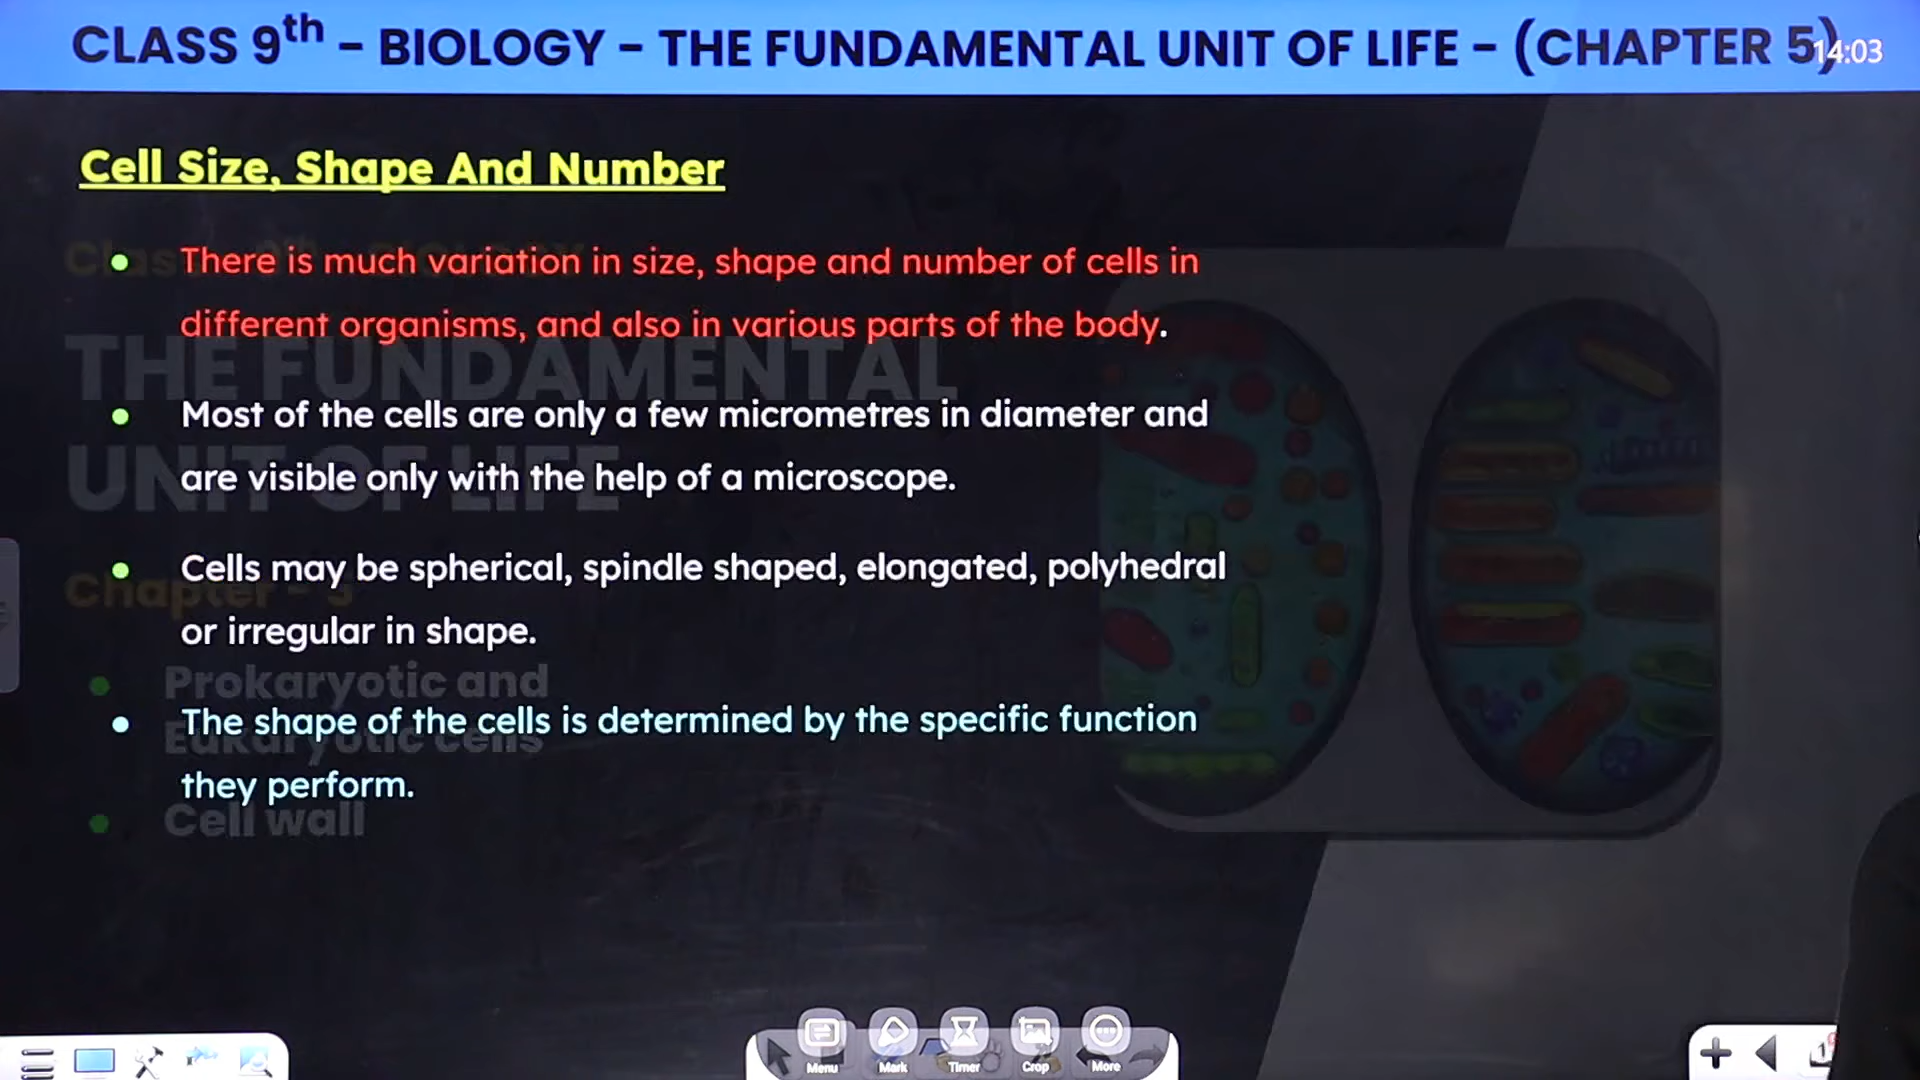 CLASS 9th - BIOLOGY - THE FUNDAMENTAL UNIT OF LIFE - (CHAPTER 5)
14:03
Cell Size, Shape And Number
There is much variation in size, shape and number of cells in
different organisms, and also in various parts of the body.
Most of the cells are only a few micrometres in diameter and
are visible only with the help of a microscope.
Cells may be spherical, spindle shaped, elongated, polyhedral
or irregular in shape.
The shape of the cells is determined by the specific function
they perform.
THE FUNDAMENTAL
UNIT OF LIFE
Chapter - 5
Prokaryotic and
Eukaryotic cells
Cell wall
Menu
Mark
Timer
Crop
More